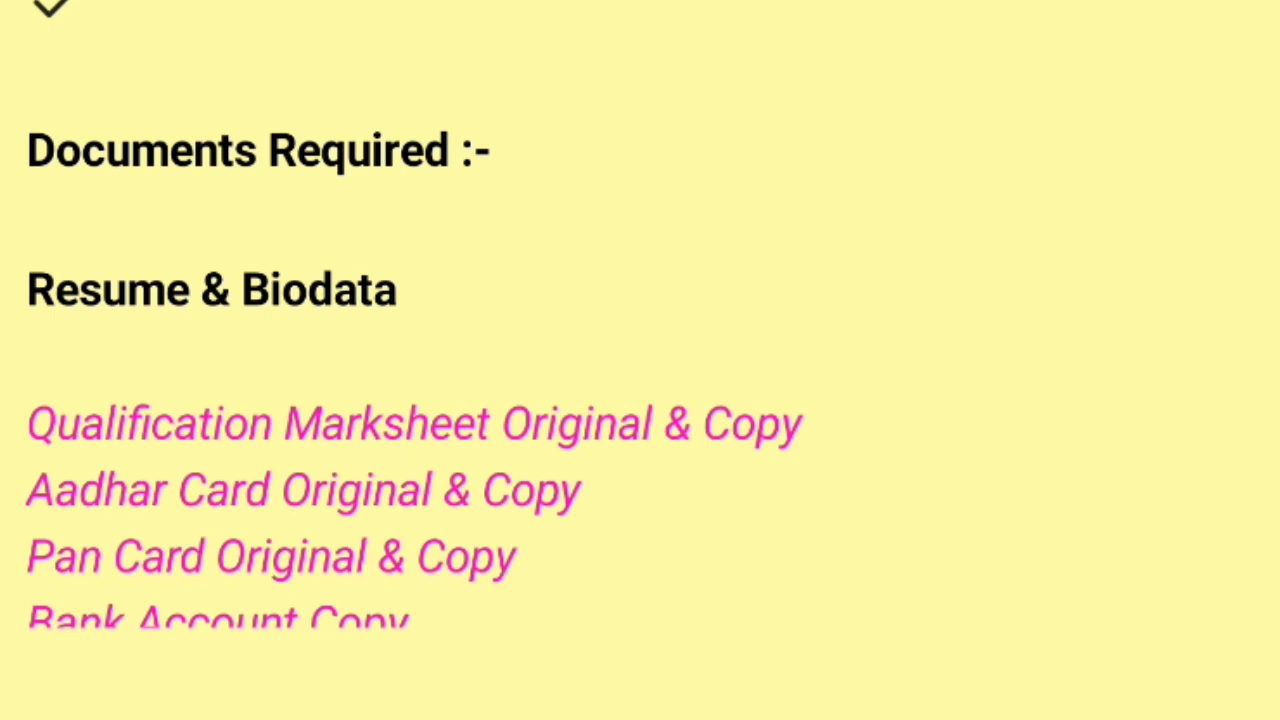 Documents Required :-
Resume & Biodata
Qualification Marksheet Original & Copy
Aadhar Card Original & Copy
Pan Card Original & Copy
Bank Account Copy